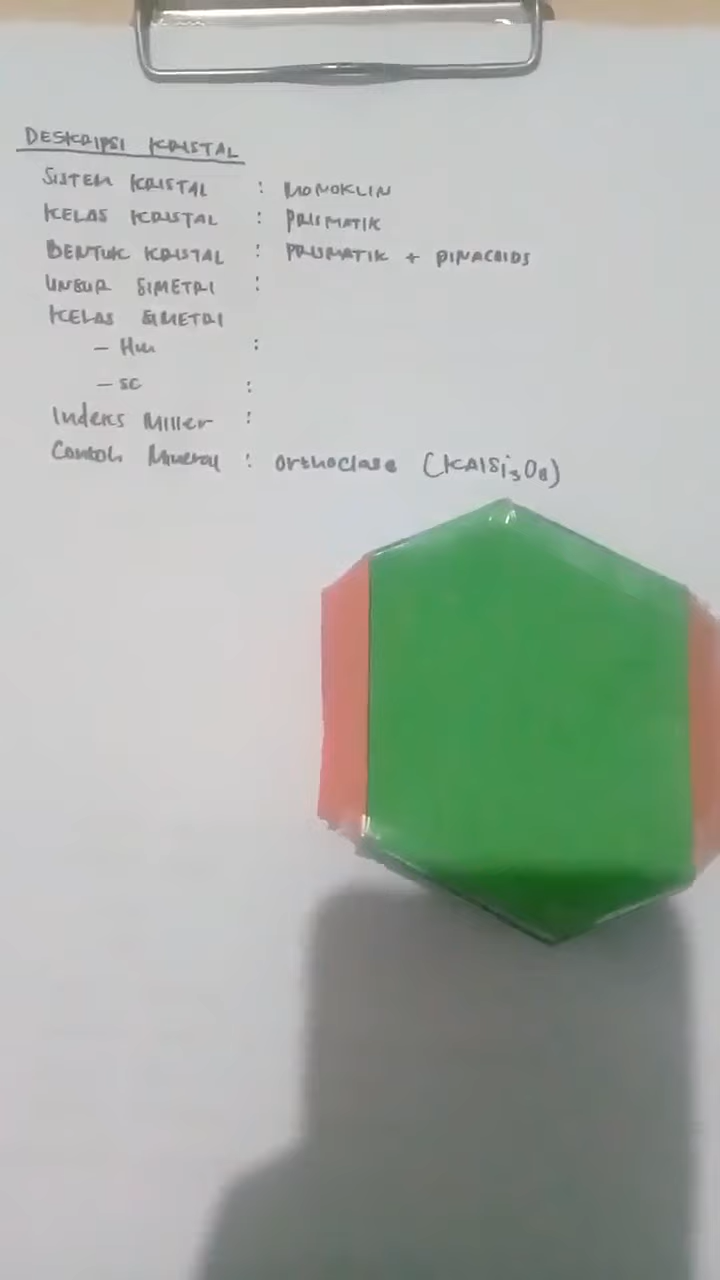 DESKRIPSI KRISTAL
SISTEM KRISTAL : MONOKLIN
KELAS KRISTAL : PRISMATIK
BENTUK KRISTAL : PRISMATIK + PINACOIDS
UNSUR SIMETRI :
KELAS SIMETRI
- HM :
- SC :
Indeks Miller :
Contoh Mineral : Orthoclase (KAlSi₃O₈)